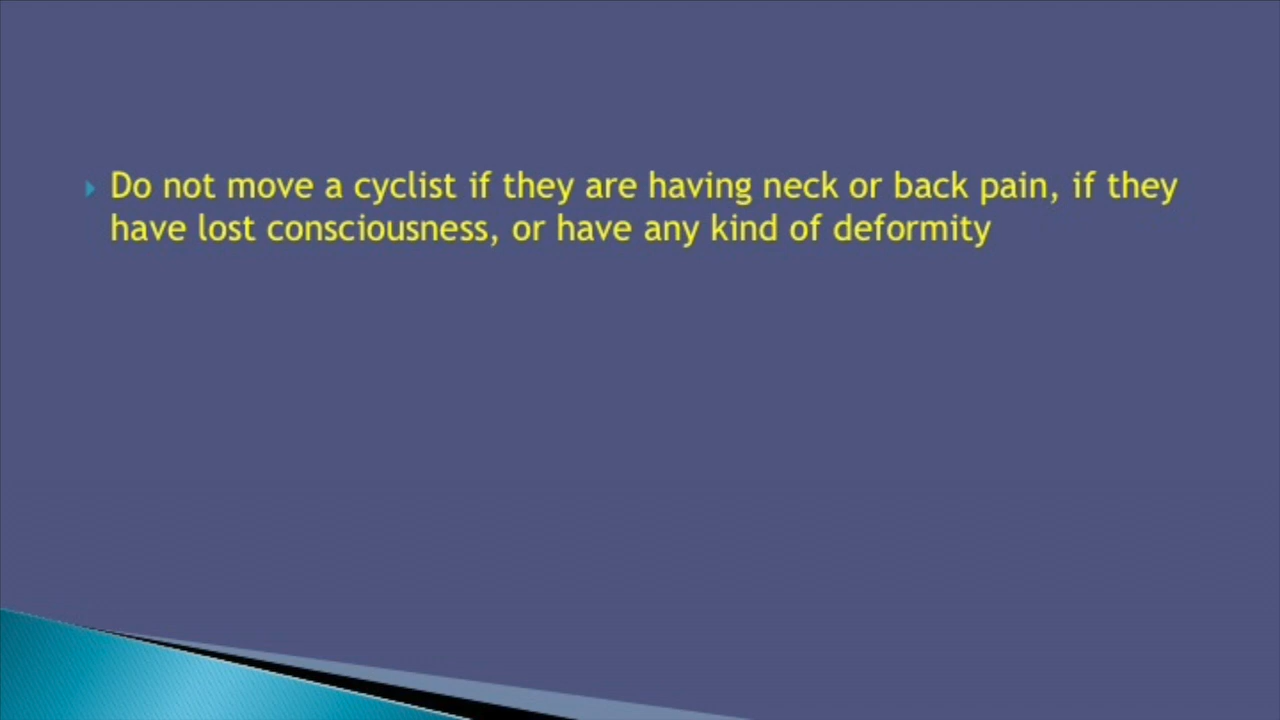 Do not move a cyclist if they are having neck or back pain, if they
have lost consciousness, or have any kind of deformity